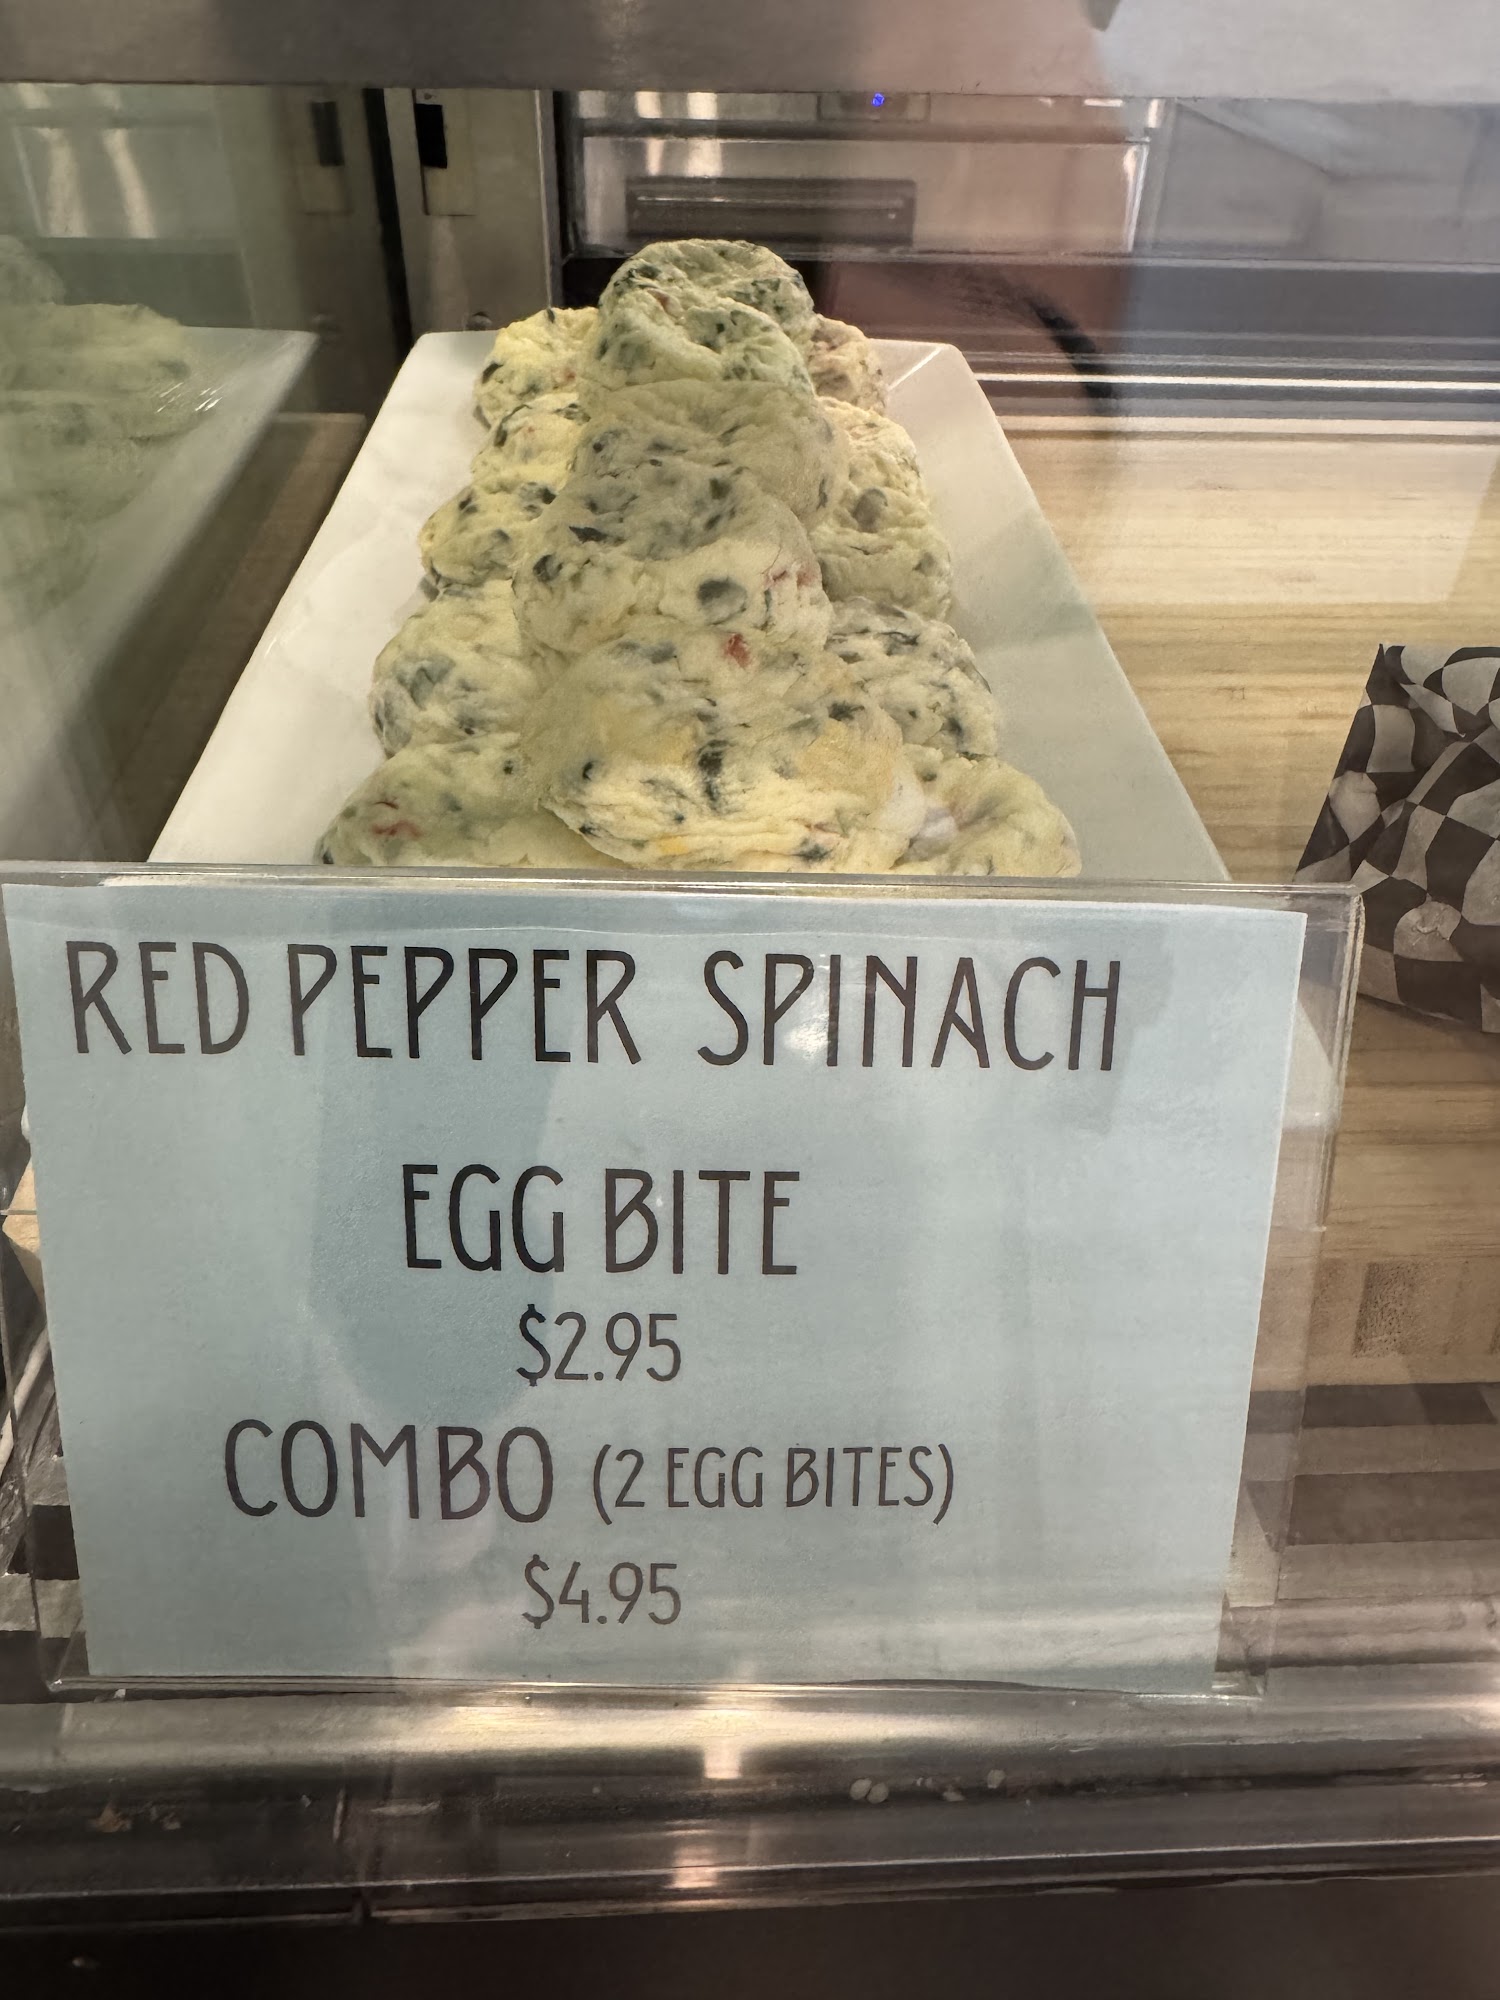 RED PEPPER SPINACH
EGG BITE
$2.95
COMBO (2 EGG BITES)
$4.95